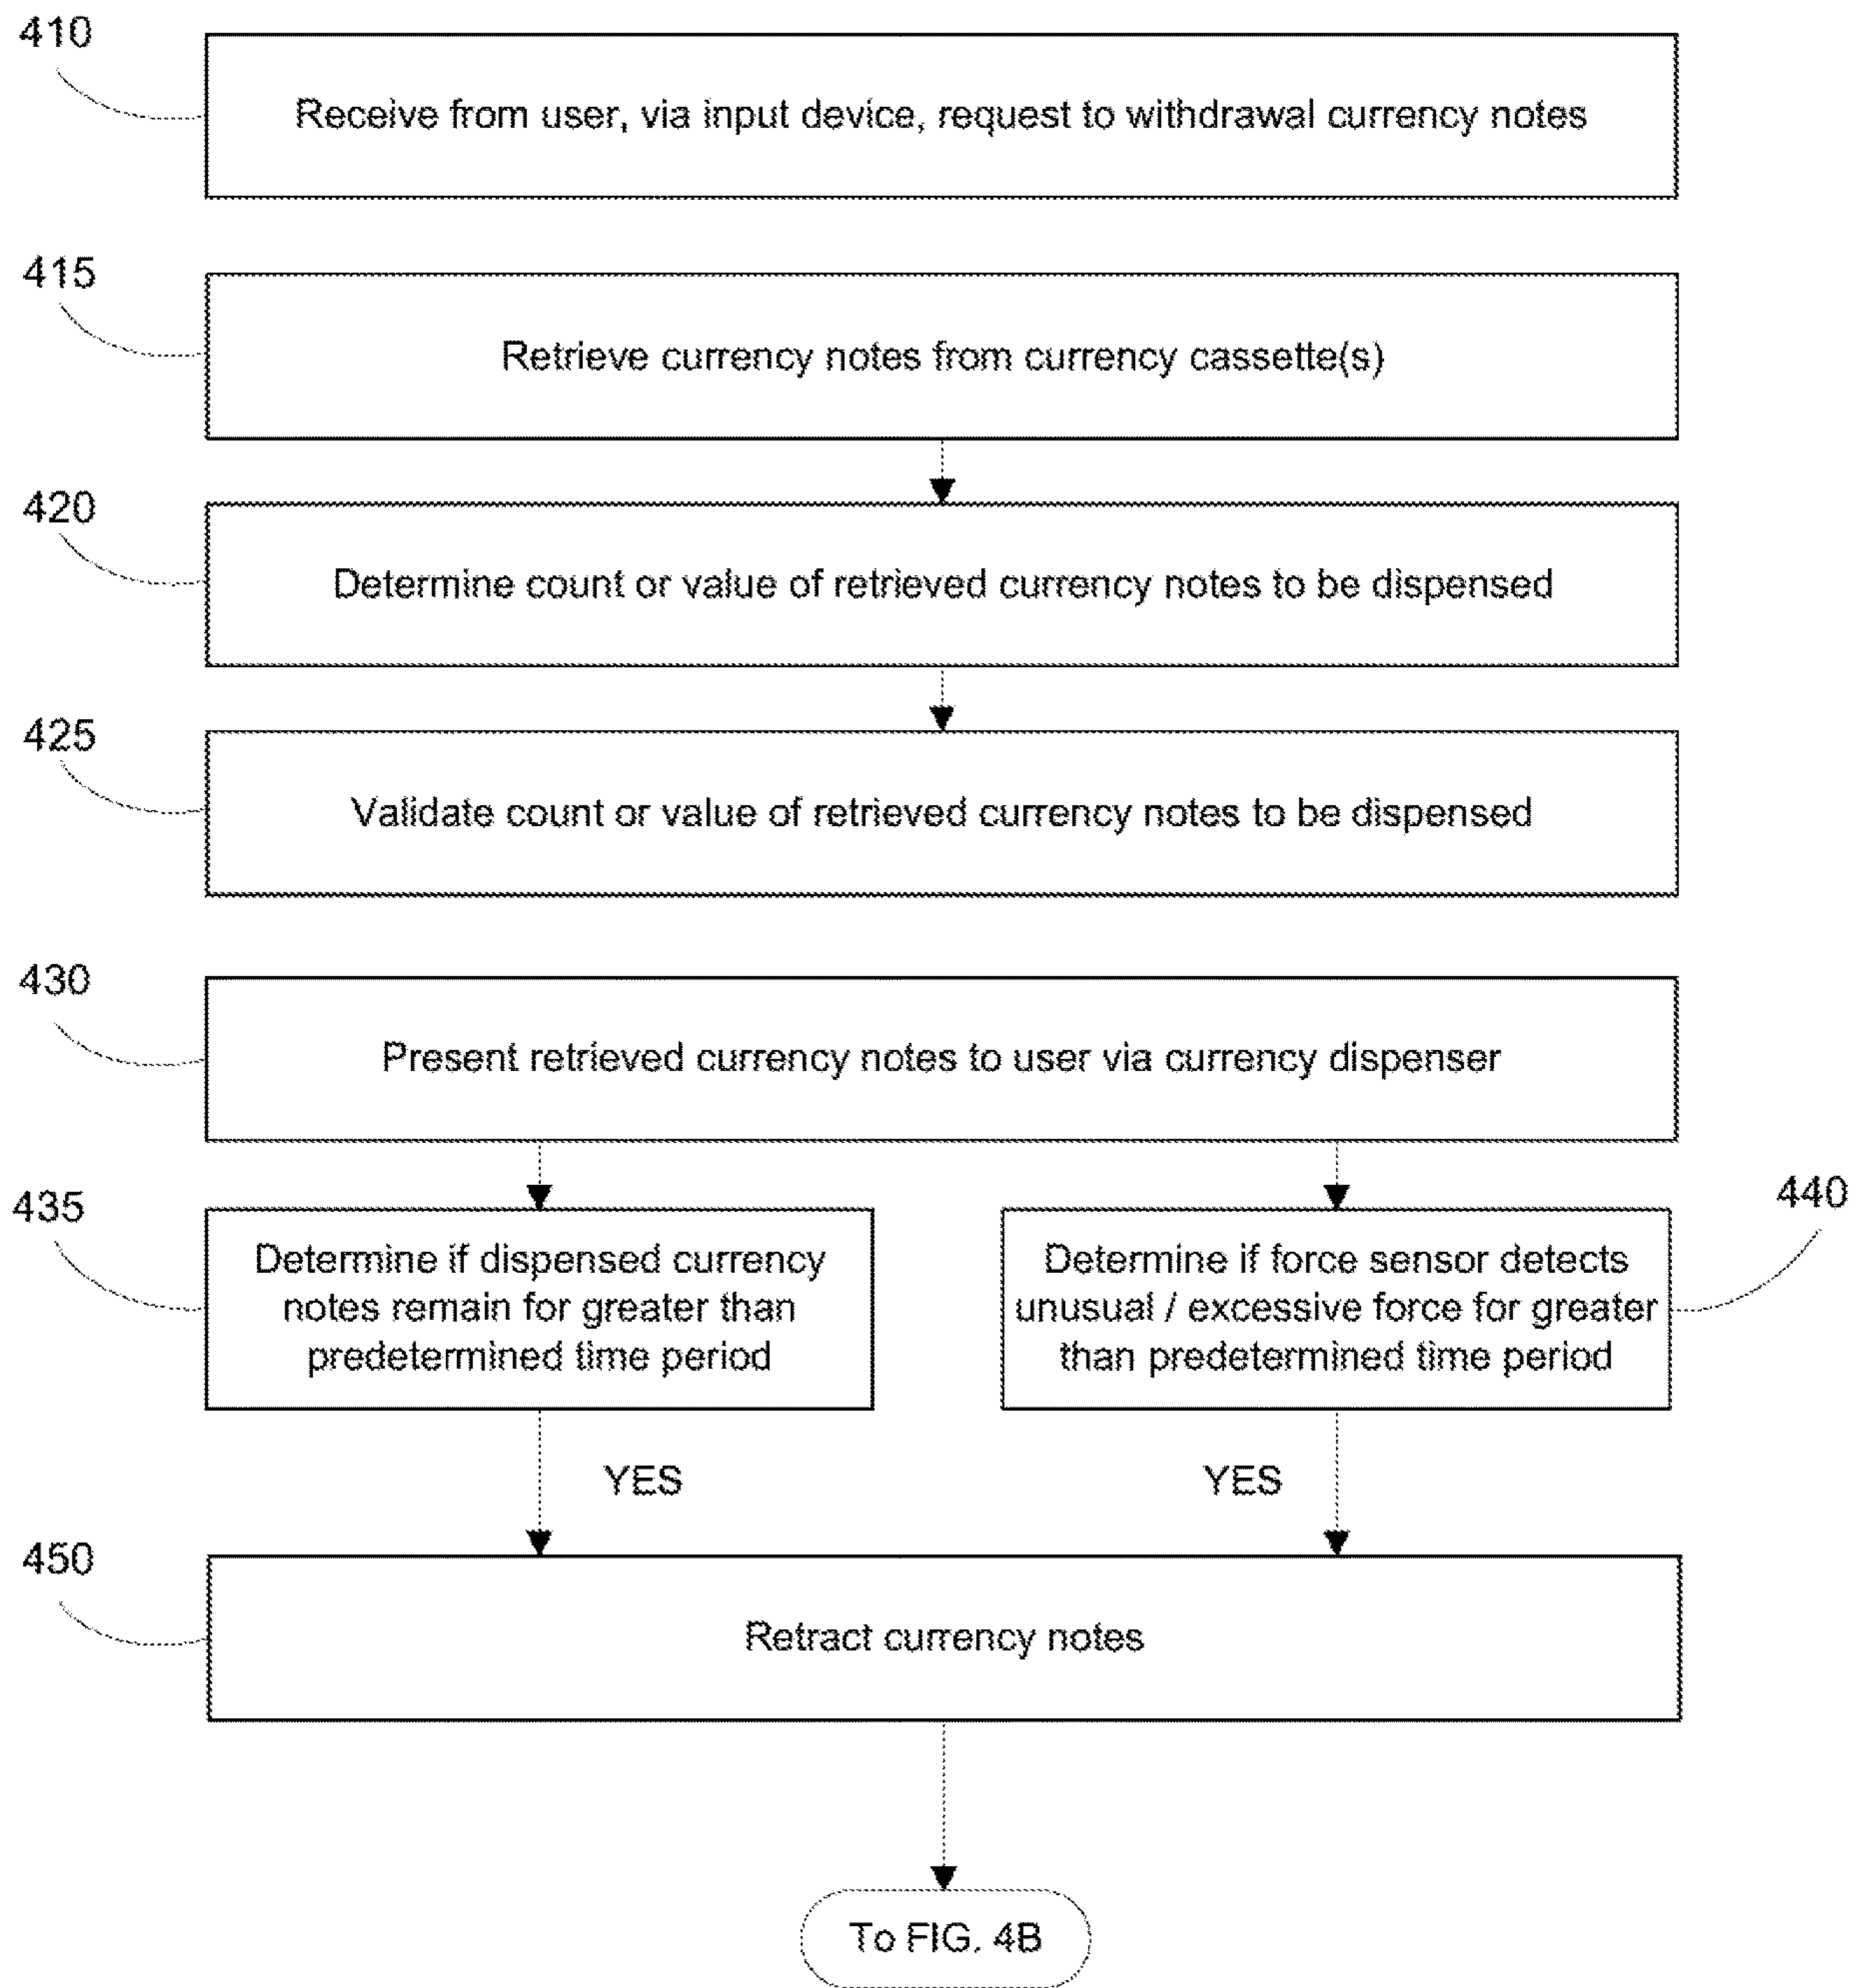 410
Receive from user, via input device, request to withdrawal currency notes
415
Retrieve currency notes from currency cassette(s)
420
Determine count or value of retrieved currency notes to be dispensed
425
Validate count or value of retrieved currency notes to be dispensed
430
Present retrieved currency notes to user via currency dispenser
435
Determine if dispensed currency
notes remain for greater than
predetermined time period
440
Determine if force sensor detects
unusual / excessive force for greater
than predetermined time period
YES
YES
450
Retract currency notes
To FIG. 4B